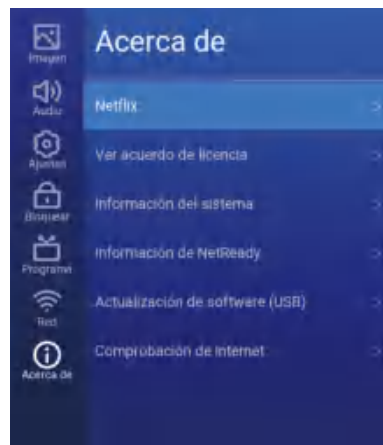 Acerca de
Imagen
Audio
Ajustes
Bloquear
Programa
Red
Acerca de
Netflix
Ver acuerdo de licencia
Información del sistema
Información de NetReady
Actualización de software (USB)
Comprobación de Internet